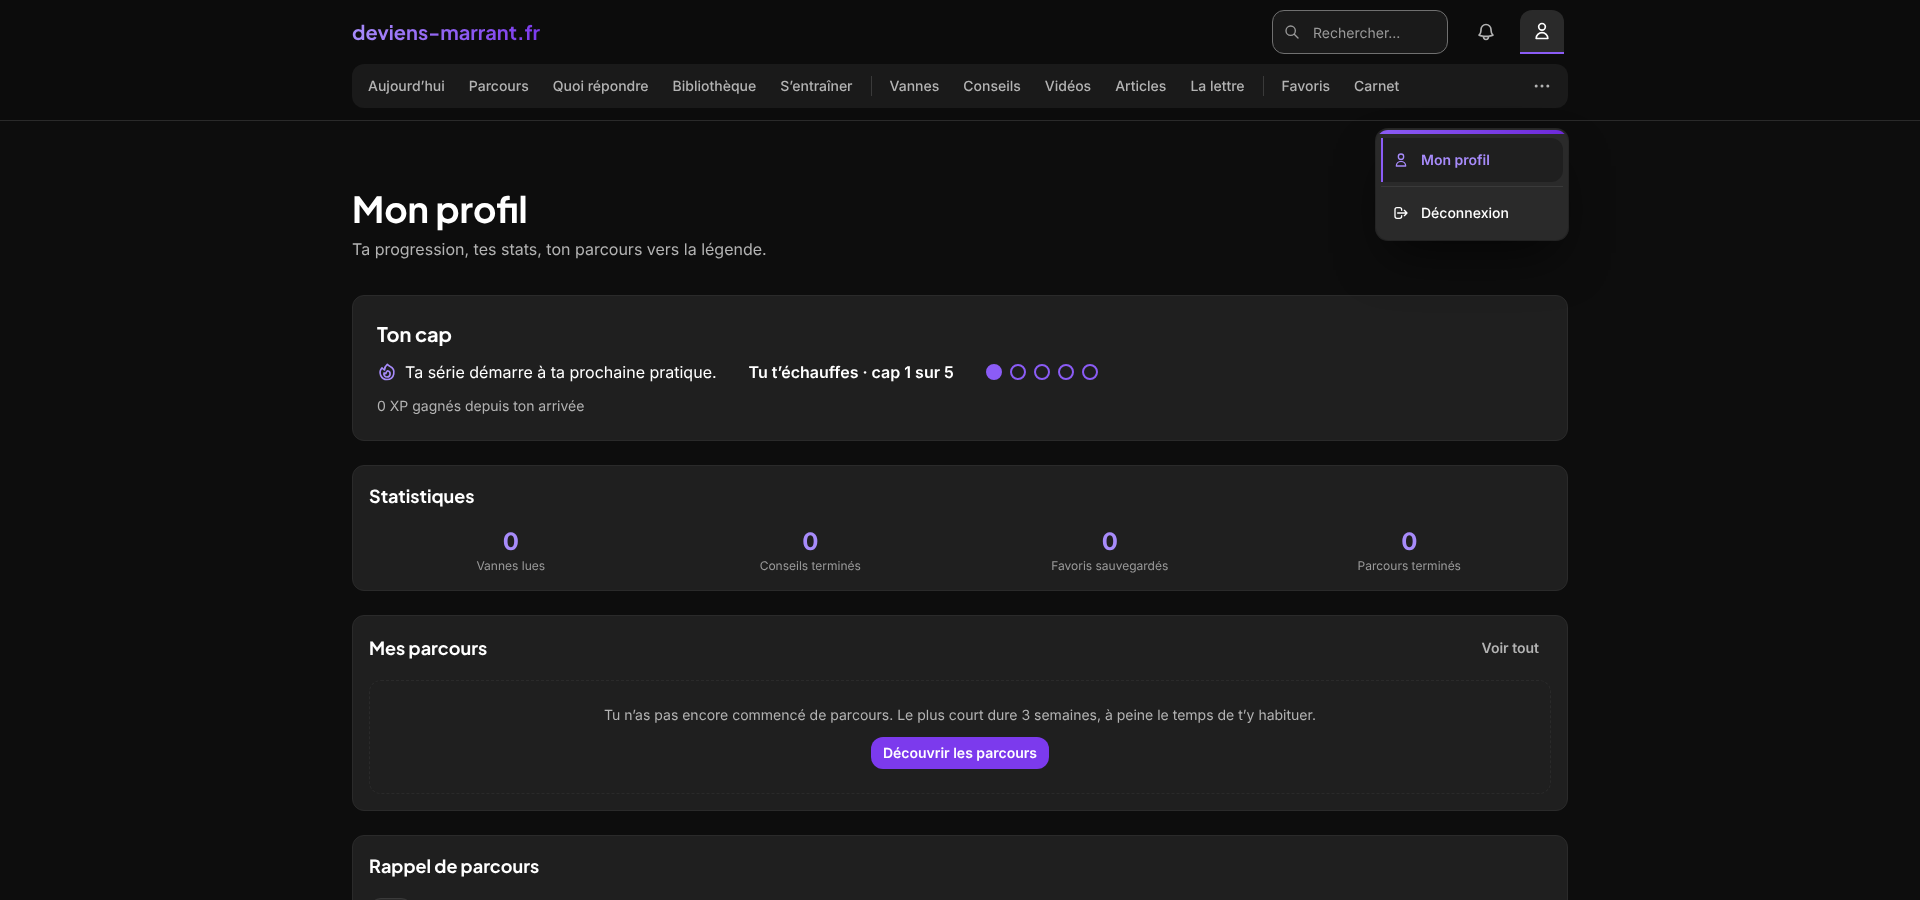 deviens-marrant.fr
Rechercher...
Aujourd’hui Parcours Quoi répondre Bibliothèque S’entraîner Vannes Conseils Vidéos Articles La lettre Favoris Carnet
Mon profil
Déconnexion
Mon profil
Ta progression, tes stats, ton parcours vers la légende.
Ton cap
Ta série démarre à ta prochaine pratique. Tu t’échauffes · cap 1 sur 5
0 XP gagnés depuis ton arrivée
Statistiques
0 0 0 0
Vannes lues Conseils terminés Favoris sauvegardés Parcours terminés
Mes parcours Voir tout
Tu n’as pas encore commencé de parcours. Le plus court dure 3 semaines, à peine le temps de t’y habituer.
Découvrir les parcours
Rappel de parcours